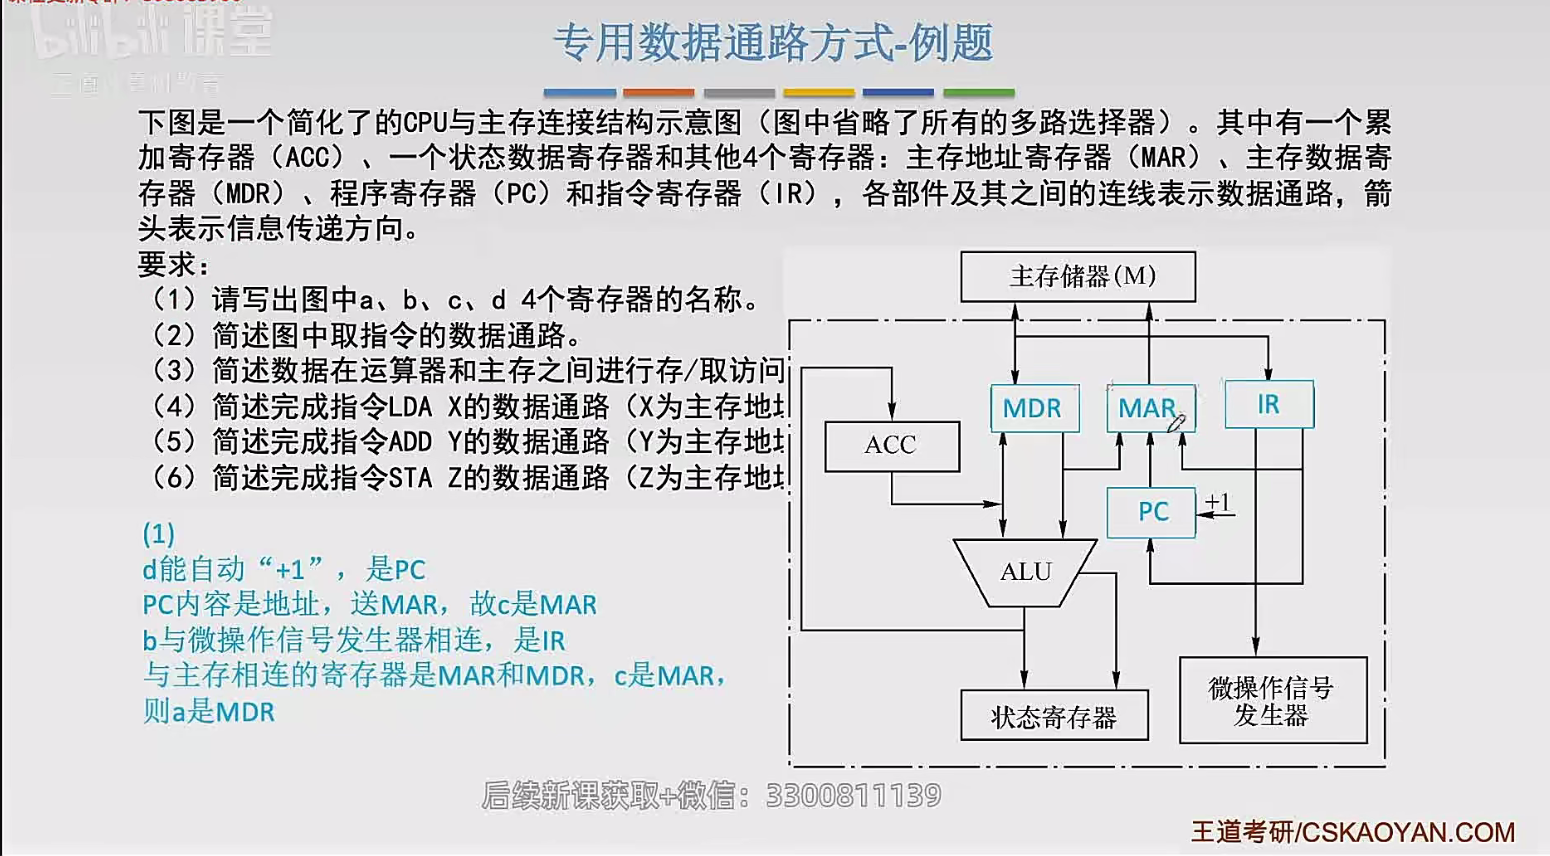 bilibili 课堂
专用数据通路方式-例题
下图是一个简化了的CPU与主存连接结构示意图（图中省略了所有的多路选择器）。其中有一个累
加寄存器（ACC）、一个状态数据寄存器和其他4个寄存器：主存地址寄存器（MAR）、主存数据寄
存器（MDR）、程序寄存器（PC）和指令寄存器（IR），各部件及其之间的连线表示数据通路，箭
头表示信息传递方向。
要求：
（1）请写出图中a、b、c、d 4个寄存器的名称。
（2）简述图中取指令的数据通路。
（3）简述数据在运算器和主存之间进行存/取访问
（4）简述完成指令LDA X的数据通路（X为主存地
（5）简述完成指令ADD Y的数据通路（Y为主存地
（6）简述完成指令STA Z的数据通路（Z为主存地
(1)
d能自动“+1”，是PC
PC内容是地址，送MAR，故c是MAR
b与微操作信号发生器相连，是IR
与主存相连的寄存器是MAR和MDR，c是MAR，
则a是MDR
主存储器(M)
MDR
MAR
IR
ACC
PC
+1
ALU
状态寄存器
微操作信号
发生器
后续新课获取+微信：3300811139
王道考研/CSKAOYAN.COM